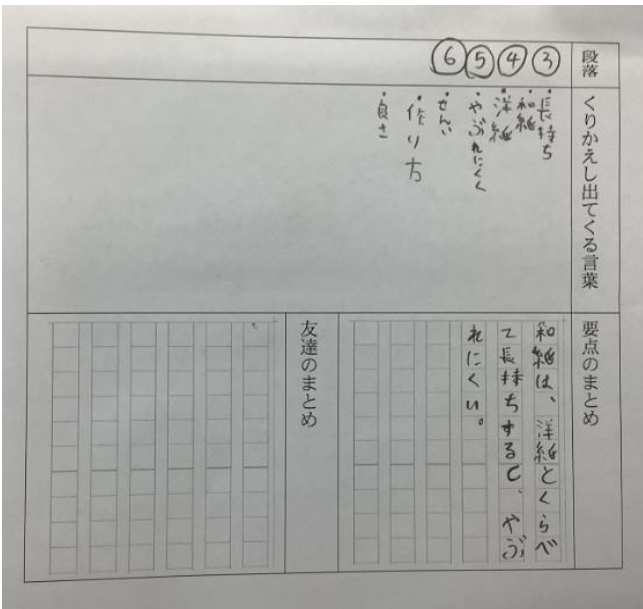 段落
③④⑤⑥
くりかえし出てくる言葉
・長持ち
・和紙
・洋紙
・やぶれにくく
・せんい
・作り方
・良さ
要点のまとめ
和紙は、洋紙とくらべ
て長持ちするし、やぶ
れにくい。
友達のまとめ